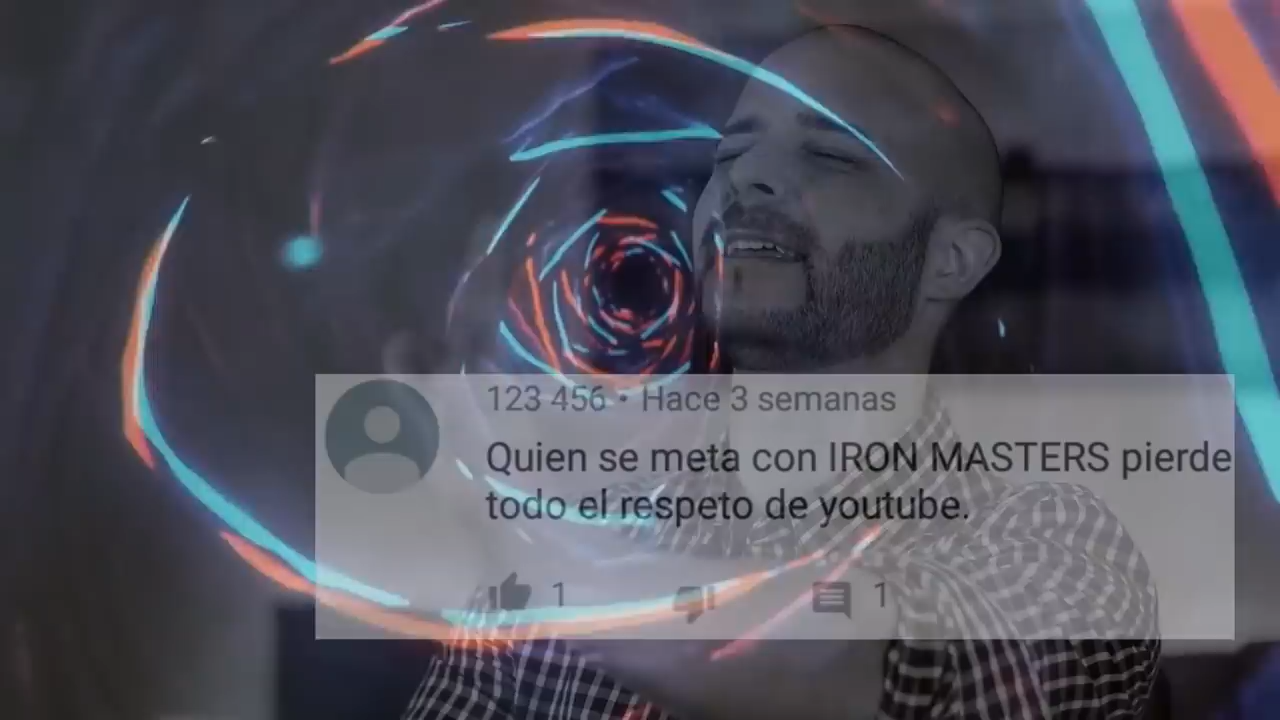 123 456 • Hace 3 semanas
Quien se meta con IRON MASTERS pierde
todo el respeto de youtube.
1 1